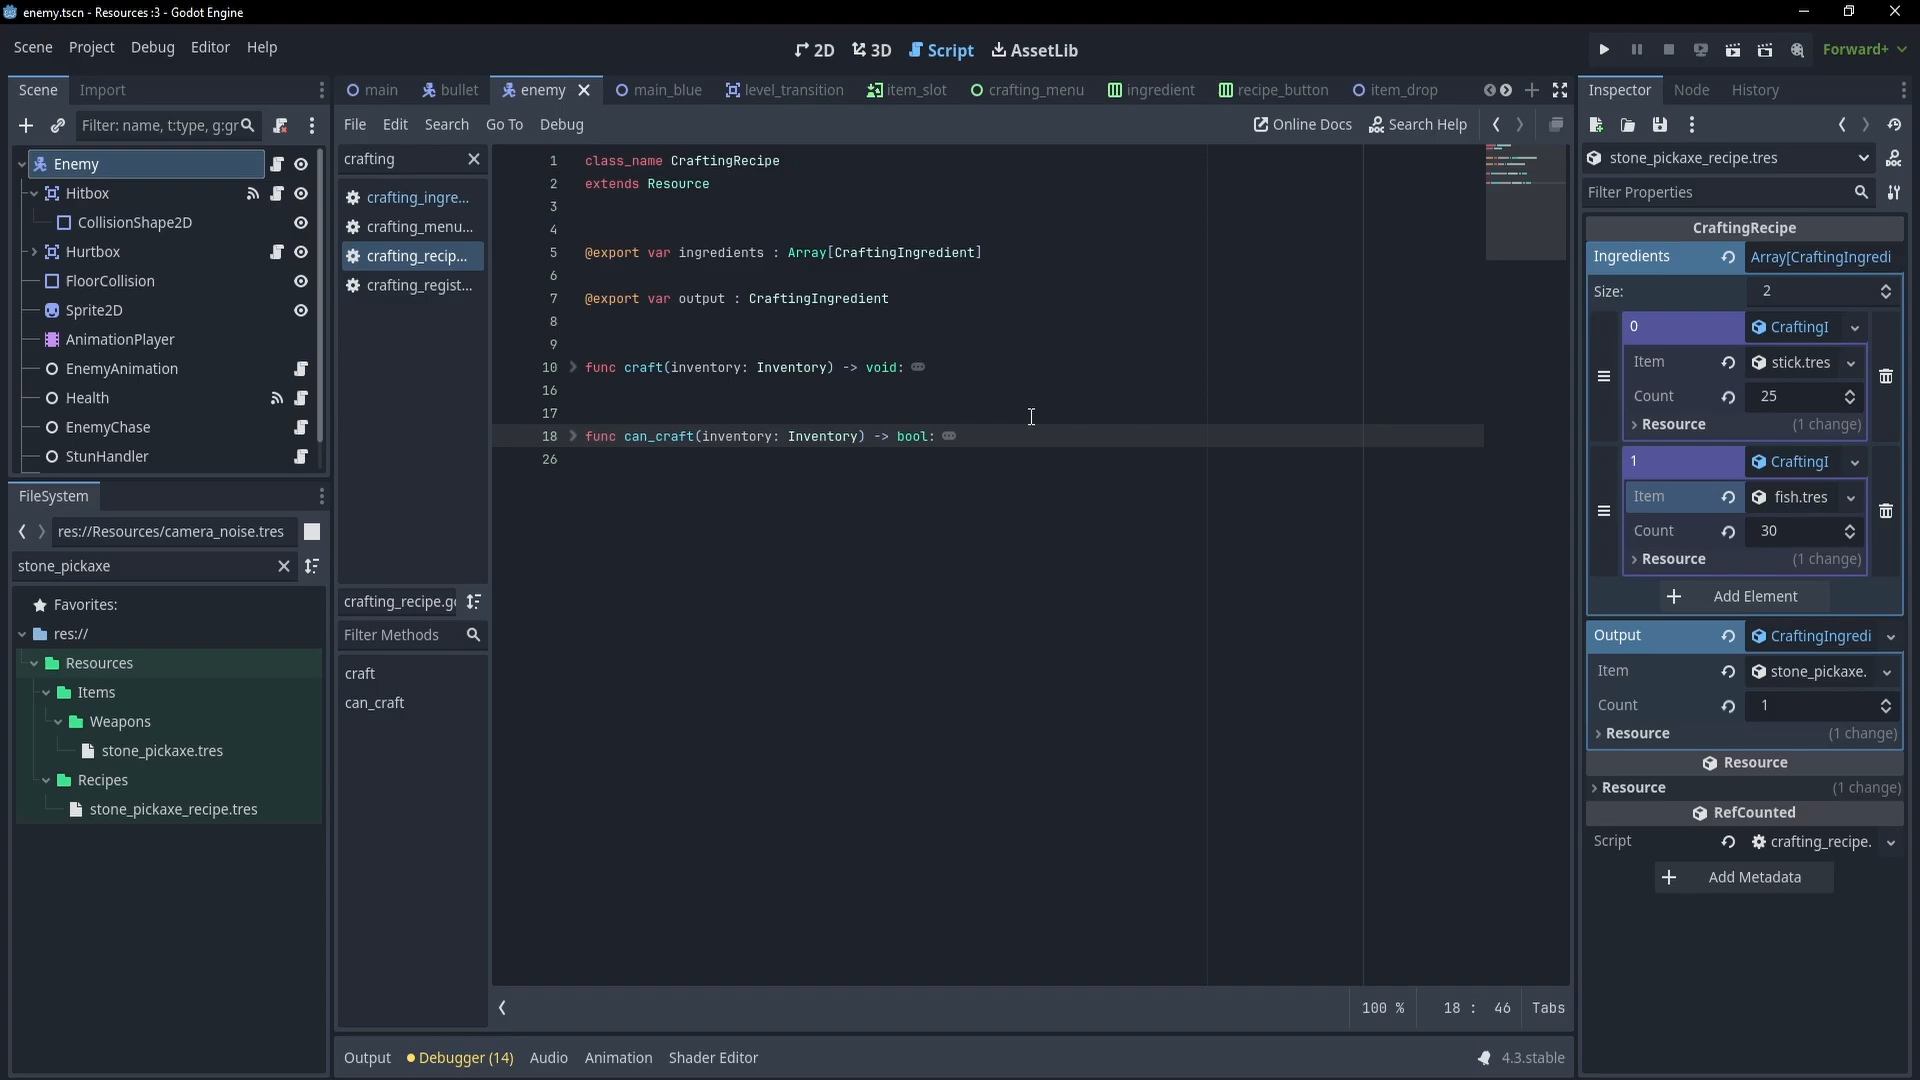 enemy.tscn - Resources :3 - Godot Engine
Scene Project Debug Editor Help
2D 3D Script AssetLib
Forward+
Scene Import
Filter: name, t:type, g:gr
Enemy
Hitbox
CollisionShape2D
Hurtbox
FloorCollision
Sprite2D
AnimationPlayer
EnemyAnimation
Health
EnemyChase
StunHandler
FileSystem
res://Resources/camera_noise.tres
stone_pickaxe
Favorites:
res://
Resources
Items
Weapons
stone_pickaxe.tres
Recipes
stone_pickaxe_recipe.tres
main bullet enemy main_blue level_transition item_slot crafting_menu ingredient recipe_button item_drop
File Edit Search Go To Debug
Online Docs Search Help
crafting
crafting_ingre...
crafting_menu...
crafting_recip...
crafting_regist...
crafting_recipe.g
Filter Methods
craft
can_craft
1 class_name CraftingRecipe
2 extends Resource
3
4
5 @export var ingredients : Array[CraftingIngredient]
6
7 @export var output : CraftingIngredient
8
9
10 func craft(inventory: Inventory) -> void:
16
17
18 func can_craft(inventory: Inventory) -> bool:
26
100 % 18 : 46 Tabs
Output Debugger (14) Audio Animation Shader Editor
4.3.stable
Inspector Node History
stone_pickaxe_recipe.tres
Filter Properties
CraftingRecipe
Ingredients Array[CraftingIngredi
Size: 2
0 CraftingI
Item stick.tres
Count 25
Resource (1 change)
1 CraftingI
Item fish.tres
Count 30
Resource (1 change)
Add Element
Output CraftingIngredi
Item stone_pickaxe.
Count 1
Resource (1 change)
Resource
Resource (1 change)
RefCounted
Script crafting_recipe.
Add Metadata